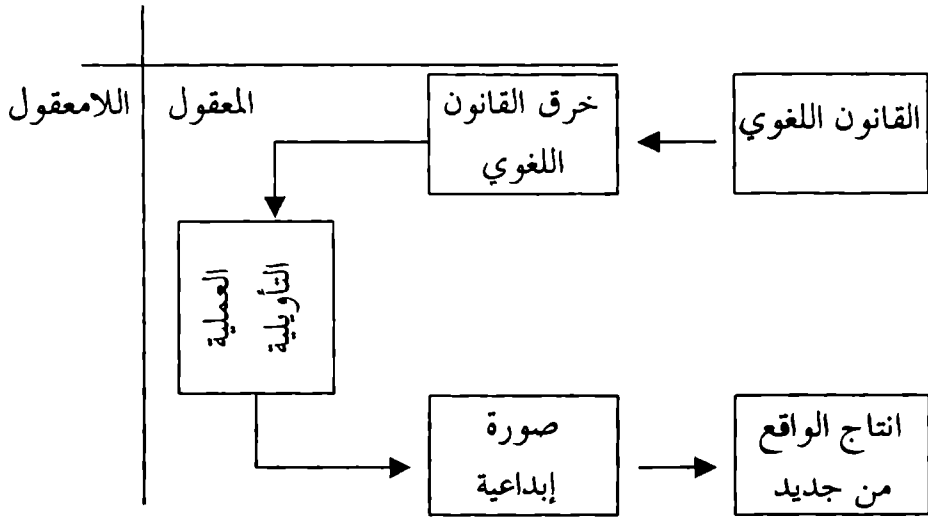 القانون اللغوي
خرق القانون
اللغوي
المعقول
اللامعقول
العملية
التأويلية
صورة
إبداعية
انتاج الواقع
من جديد